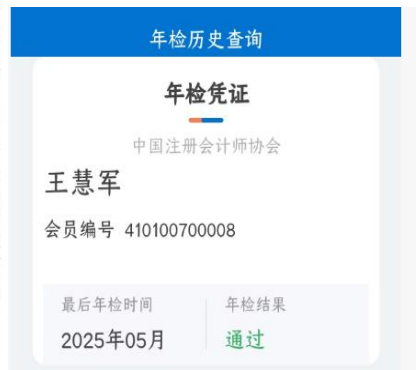 年检历史查询
年检凭证
中国注册会计师协会
王慧军
会员编号 410100700008
最后年检时间 年检结果
2025年05月 通过